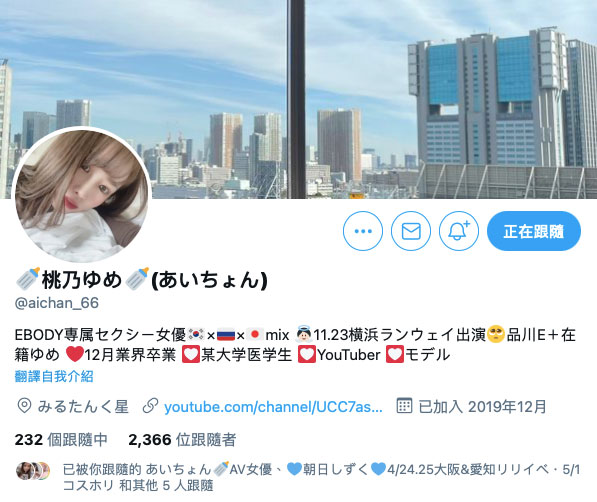 🍼桃乃ゆめ🍼(あいちょん)
@aichan_66
正在跟隨
EBODY専属セクシー女優🇰🇷×🇷🇺×🇯🇵mix 👼🏻11.23横浜ランウェイ出演🥺品川E＋在
籍ゆめ ❤️12月業界卒業 💟某大学医学生 💟YouTuber 💟モデル
翻譯自我介紹
みるたんく星 youtube.com/channel/UCC7as... 已加入 2019年12月
232 個跟隨中 2,366 位跟隨者
已被你跟隨的 あいちょん🍼AV女優、💙朝日しずく💙4/24.25大阪&愛知リリイベ・5/1
コスホリ 和其他 5 人跟隨